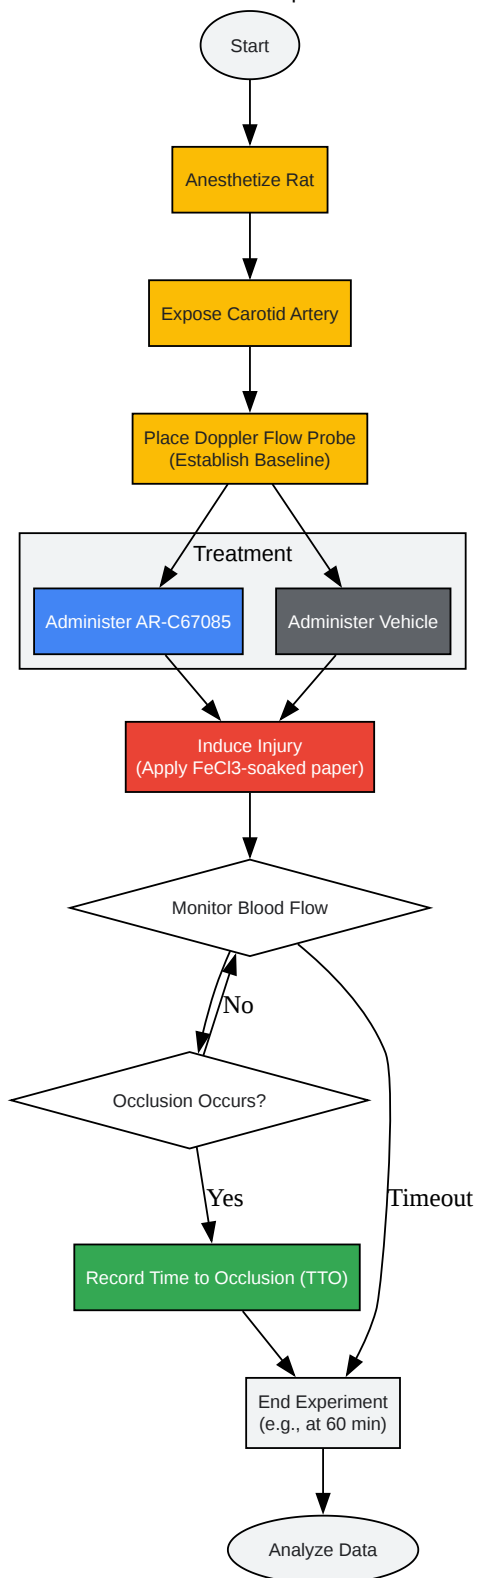 Start
Anesthetize Rat
Expose Carotid Artery
Place Doppler Flow Probe
(Establish Baseline)
Treatment
Administer AR-C67085
Administer Vehicle
Induce Injury
(Apply FeCl3-soaked paper)
Monitor Blood Flow
No
Occlusion Occurs?
Yes
Timeout
Record Time to Occlusion (TTO)
End Experiment
(e.g., at 60 min)
Analyze Data